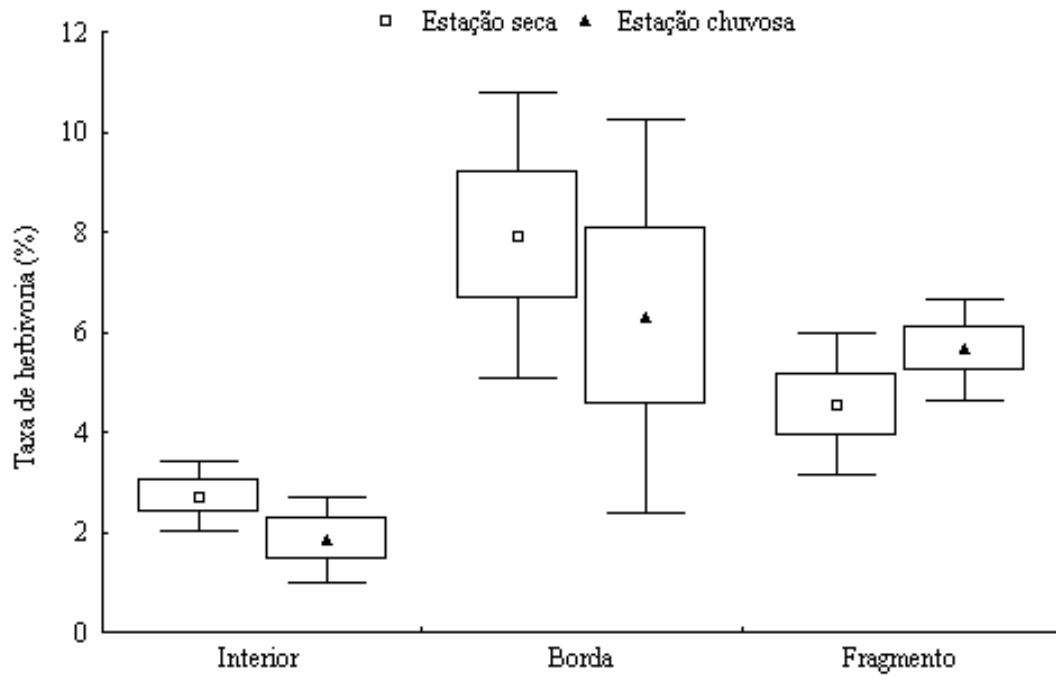 Estação seca Estação chuvosa
Taxa de herbivoria (%)
12
10
8
6
4
2
0
Interior Borda Fragmento